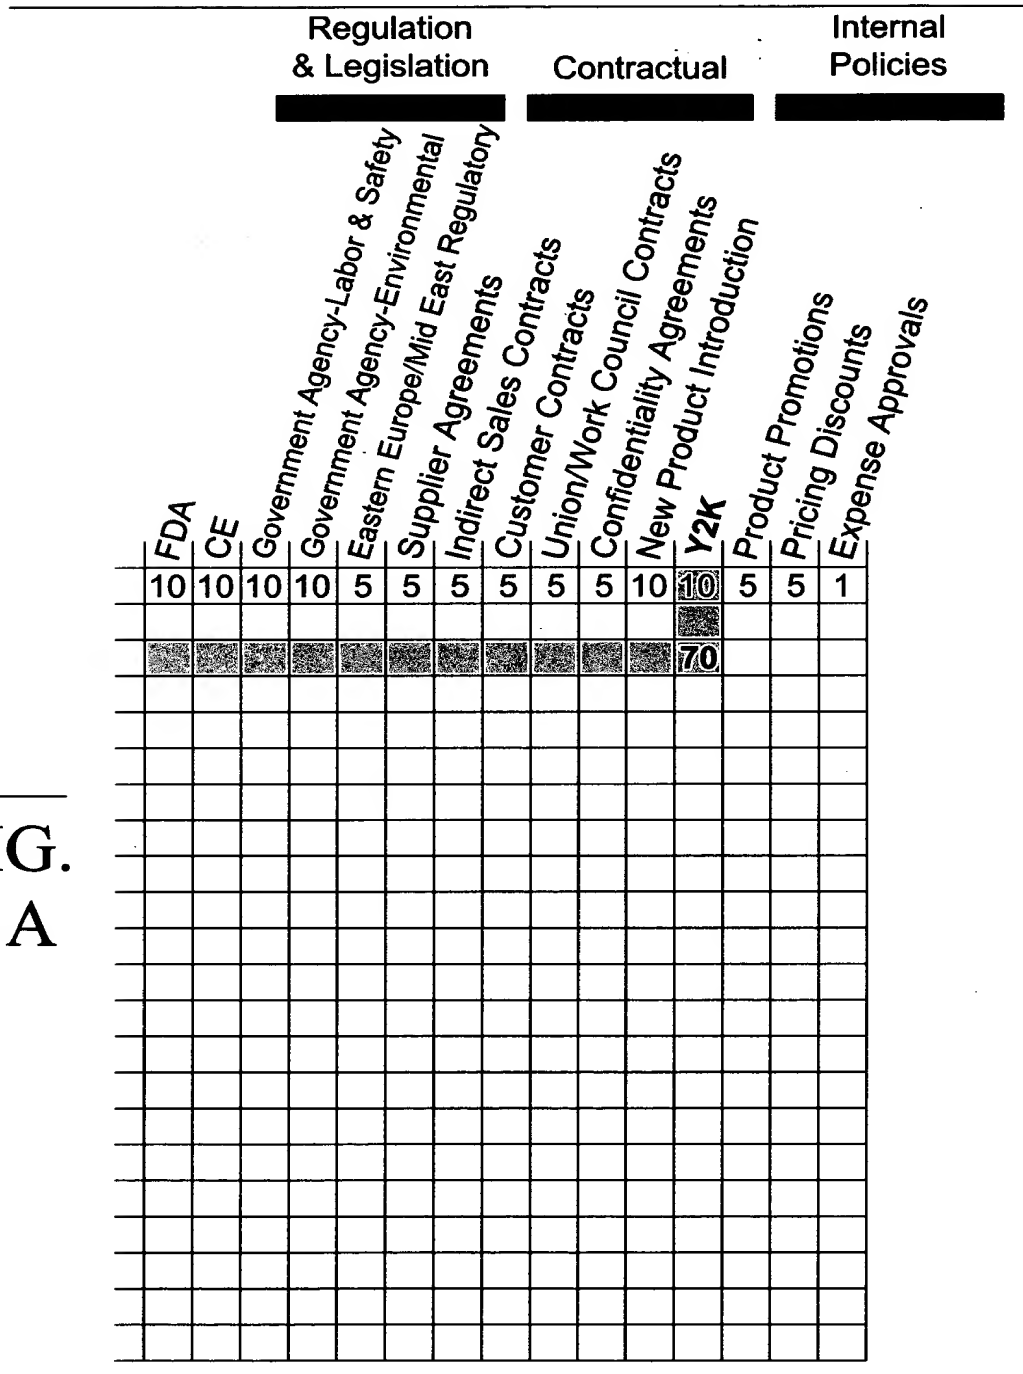 Regulation
& Legislation
Contractual
Internal
Policies
FDA
CE
Government Agency-Labor & Safety
Government Agency-Environmental
Eastern Europe/Mid East Regulatory
Supplier Agreements
Indirect Sales Contracts
Customer Contracts
Union/Work Council Contracts
Confidentiality Agreements
New Product Introduction
Y2K
Product Promotions
Pricing Discounts
Expense Approvals
10 10 10 10 5 5 5 5 5 5 10 10 5 5 1
70
G.
A